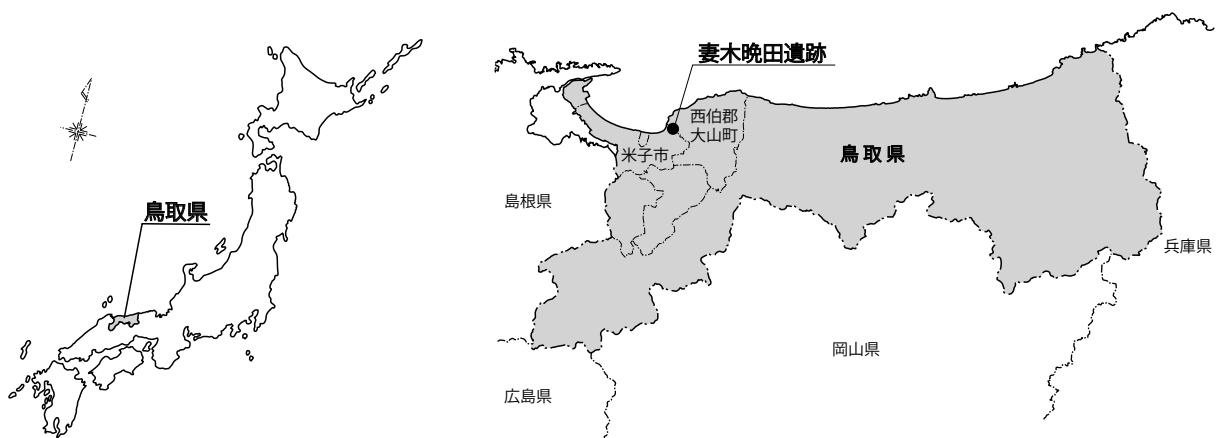 鳥取県
妻木晩田遺跡
西伯郡
大山町
米子市
鳥取県
島根県
兵庫県
岡山県
広島県